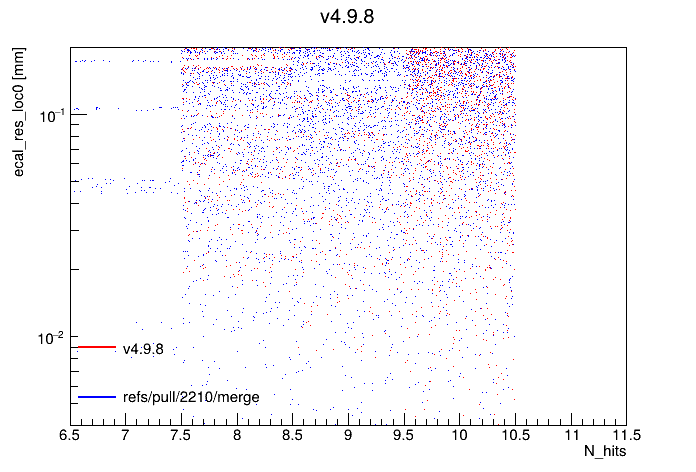 v4.9.8
ecal_res_loc0 [mm]
10⁻¹
10⁻²
v4.9.8
refs/pull/2210/merge
6.5 7 7.5 8 8.5 9 9.5 10 10.5 11 11.5
N_hits